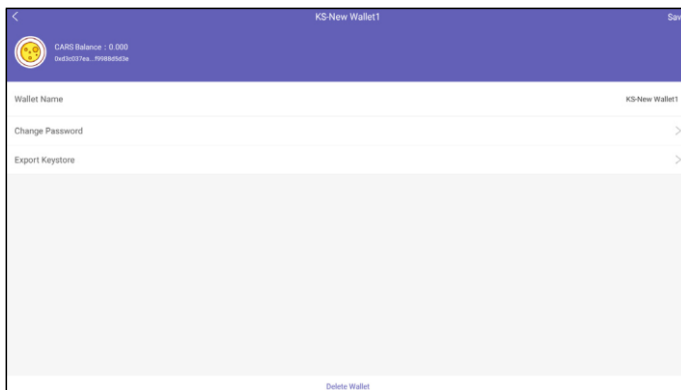 KS-New Wallet1
Sav
CARS Balance : 0.000
0xd3c037ea...f9988d5d3e
Wallet Name
KS-New Wallet1
Change Password
Export Keystore
Delete Wallet